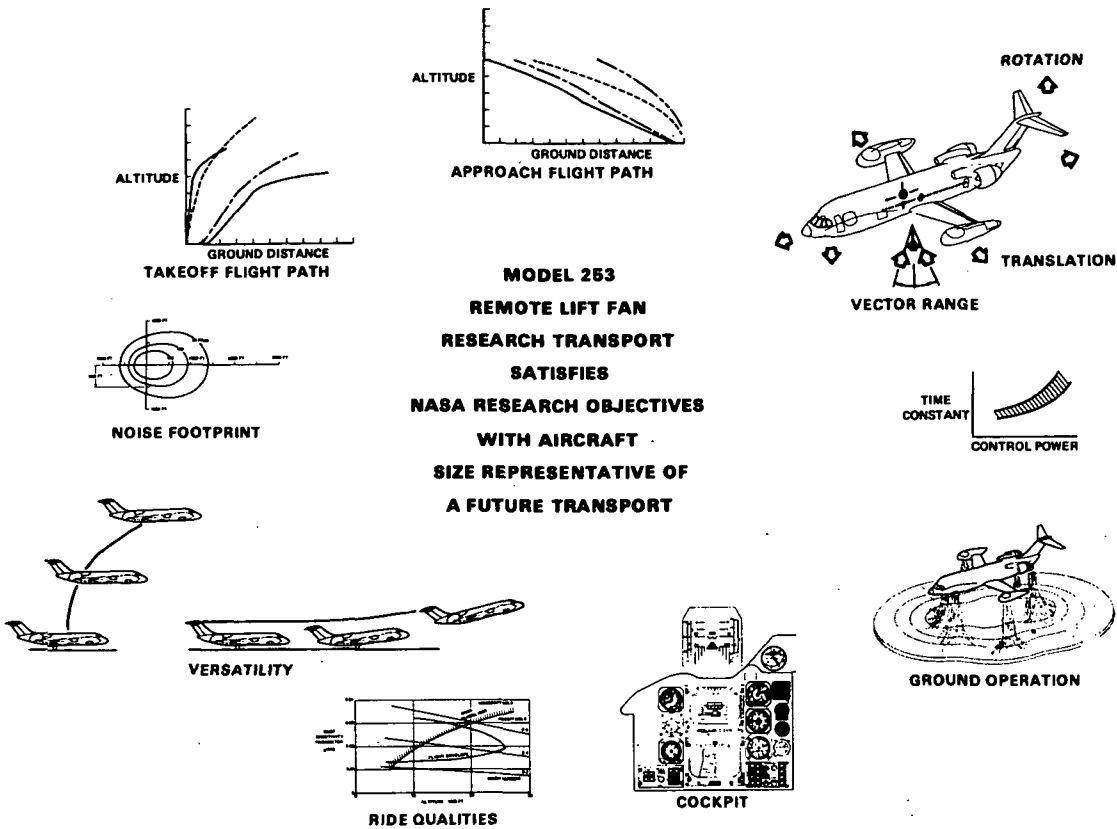 ALTITUDE
GROUND DISTANCE
APPROACH FLIGHT PATH
ALTITUDE
GROUND DISTANCE
TAKEOFF FLIGHT PATH
ROTATION
TRANSLATION
VECTOR RANGE
MODEL 253
REMOTE LIFT FAN
RESEARCH TRANSPORT
SATISFIES
NASA RESEARCH OBJECTIVES
WITH AIRCRAFT
SIZE REPRESENTATIVE OF
A FUTURE TRANSPORT
NOISE FOOTPRINT
TIME
CONSTANT
CONTROL POWER
VERSATILITY
GROUND OPERATION
FLIGHT ENVELOPE
RIDE QUALITIES
COCKPIT